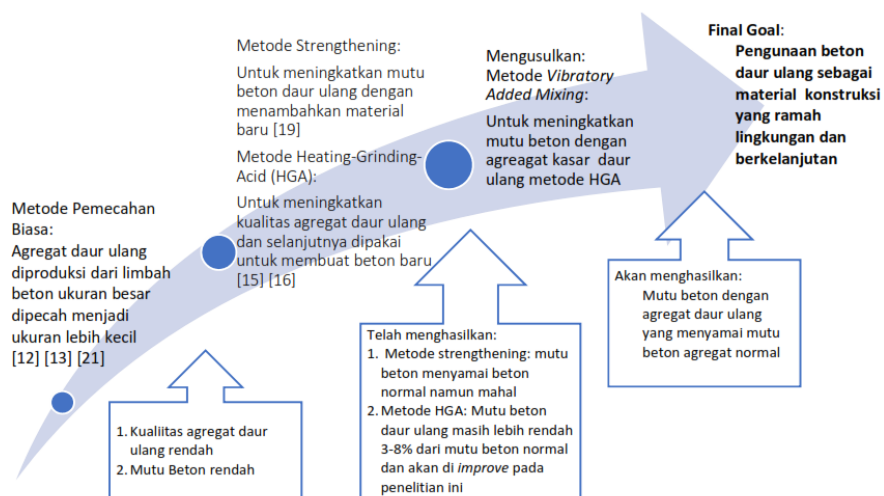 Metode Pemecahan
Biasa:
Agregat daur ulang
diproduksi dari limbah
beton ukuran besar
dipecah menjadi
ukuran lebih kecil
[12] [13] [21]
1. Kualiitas agregat daur
ulang rendah
2. Mutu Beton rendah
Metode Strengthening:
Untuk meningkatkan mutu
beton daur ulang dengan
menambahkan material
baru [19]
Metode Heating-Grinding-
Acid (HGA):
Untuk meningkatkan
kualitas agregat daur ulang
dan selanjutnya dipakai
untuk membuat beton baru
[15] [16]
Telah menghasilkan:
1. Metode strengthening: mutu
beton menyamai beton
normal namun mahal
2. Metode HGA: Mutu beton
daur ulang masih lebih rendah
3-8% dari mutu beton normal
dan akan di improve pada
penelitian ini
Mengusulkan:
Metode Vibratory
Added Mixing:
Untuk meningkatkan
mutu beton dengan
agreagat kasar daur
ulang metode HGA
Akan menghasilkan:
Mutu beton dengan
agregat daur ulang
yang menyamai mutu
beton agregat normal
Final Goal:
Pengunaan beton
daur ulang sebagai
material konstruksi
yang ramah
lingkungan dan
berkelanjutan